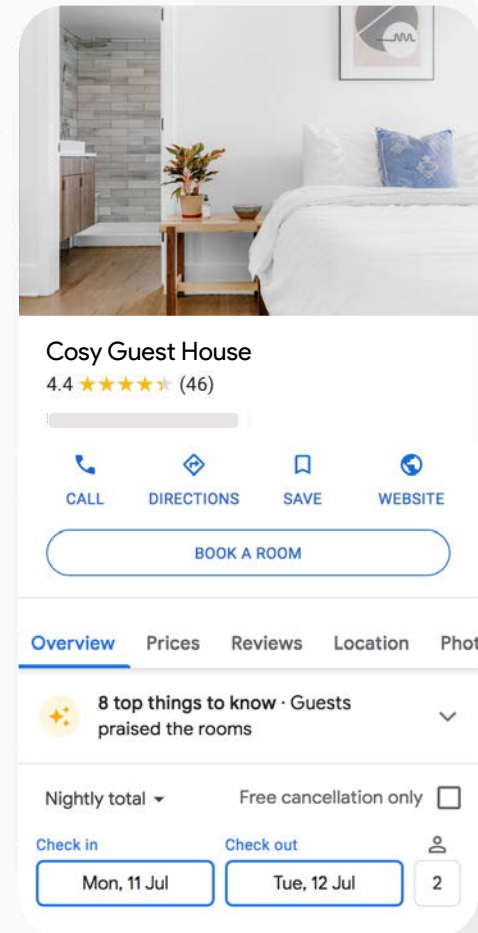 Cosy Guest House
4.4 (46)
CALL DIRECTIONS SAVE WEBSITE
BOOK A ROOM
Overview Prices Reviews Location Phot
8 top things to know · Guests
praised the rooms
Nightly total Free cancellation only
Check in Check out
Mon, 11 Jul Tue, 12 Jul 2